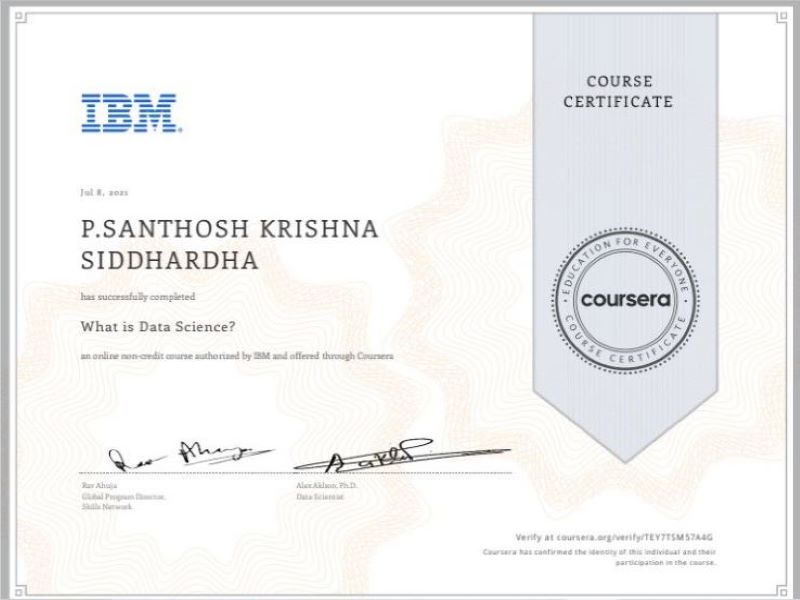 COURSE
CERTIFICATE
IBM
Jul 8, 2021
P.SANTHOSH KRISHNA
SIDDHARDHA
has successfully completed
What is Data Science?
an online non-credit course authorized by IBM and offered through Coursera
EDUCATION FOR EVERYONE
coursera
COURSE CERTIFICATE
Rav Ahuja
Global Program Director,
Skills Network
Alex Aklson, Ph.D.
Data Scientist
Verify at coursera.org/verify/TEY7TSM57A4G
Coursera has confirmed the identity of this individual and their
participation in the course.